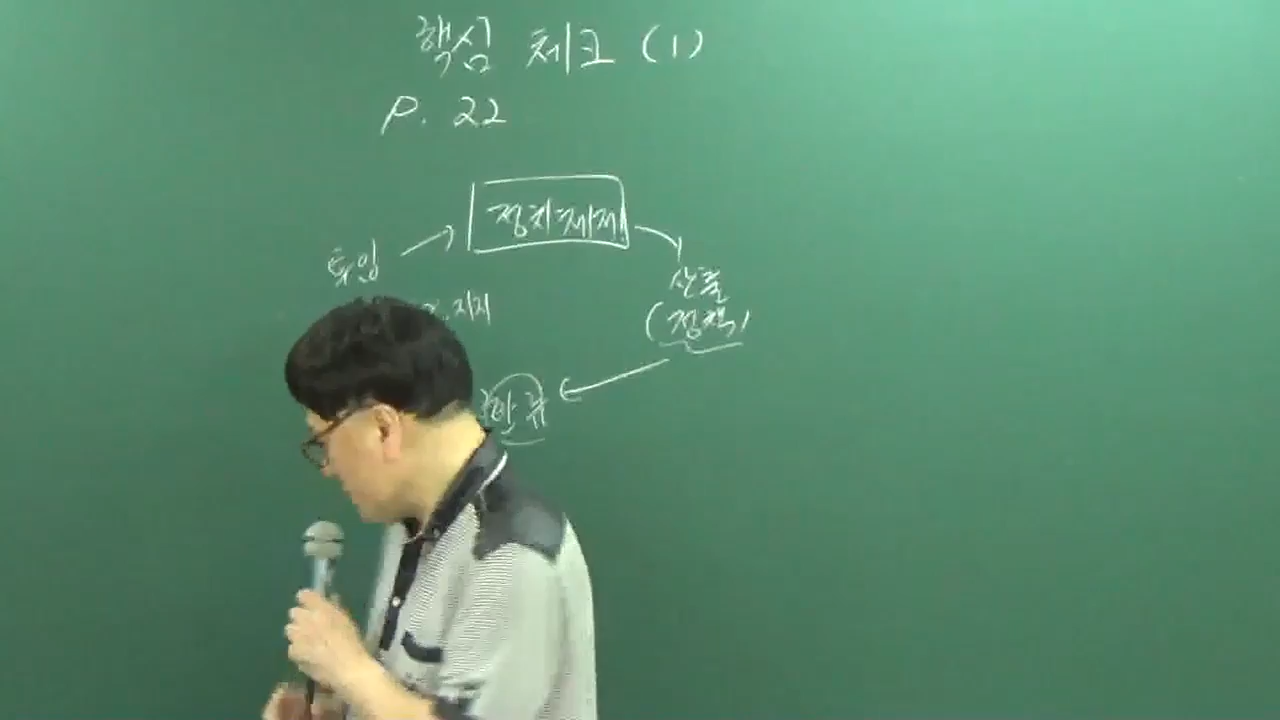 핵심 체크 (1)
P. 22
정치체제
투입
지지
산출
(정책)
환류